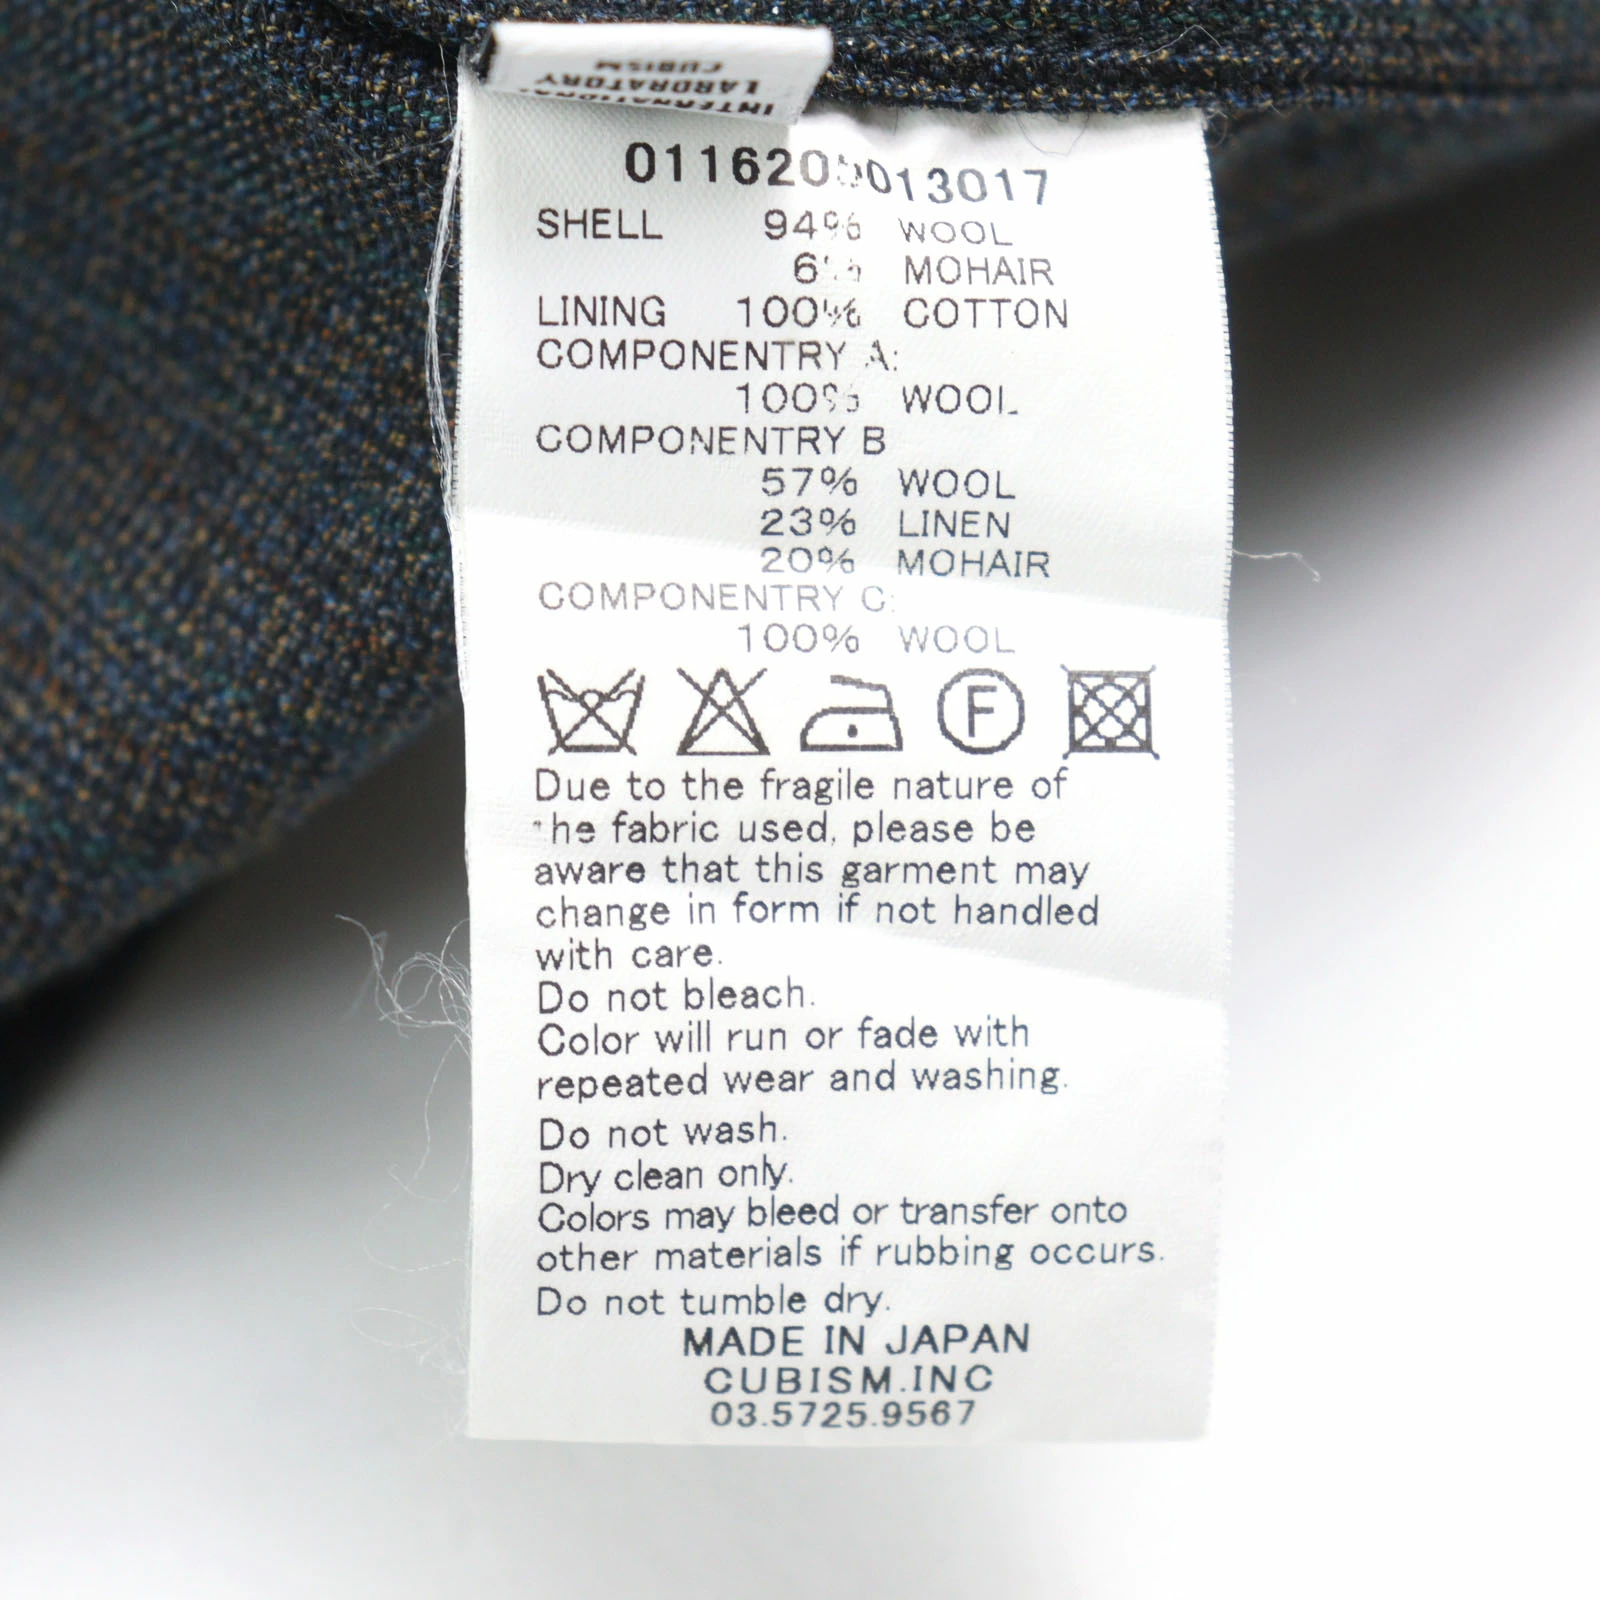 LABORATORY
CUBISM
SHELL 94% WOOL
6% MOHAIR
LINING 100% COTTON
COMPONENTRY A:
100% WOOL
COMPONENTRY B
57% WOOL
23% LINEN
20% MOHAIR
COMPONENTRY C:
100% WOOL
F
Due to the fragile nature of
the fabric used, please be
aware that this garment may
change in form if not handled
with care.
Do not bleach.
Color will run or fade with
repeated wear and washing.
Do not wash.
Dry clean only.
Colors may bleed or transfer onto
other materials if rubbing occurs.
Do not tumble dry.
MADE IN JAPAN
CUBISM.INC
03.5725.9567